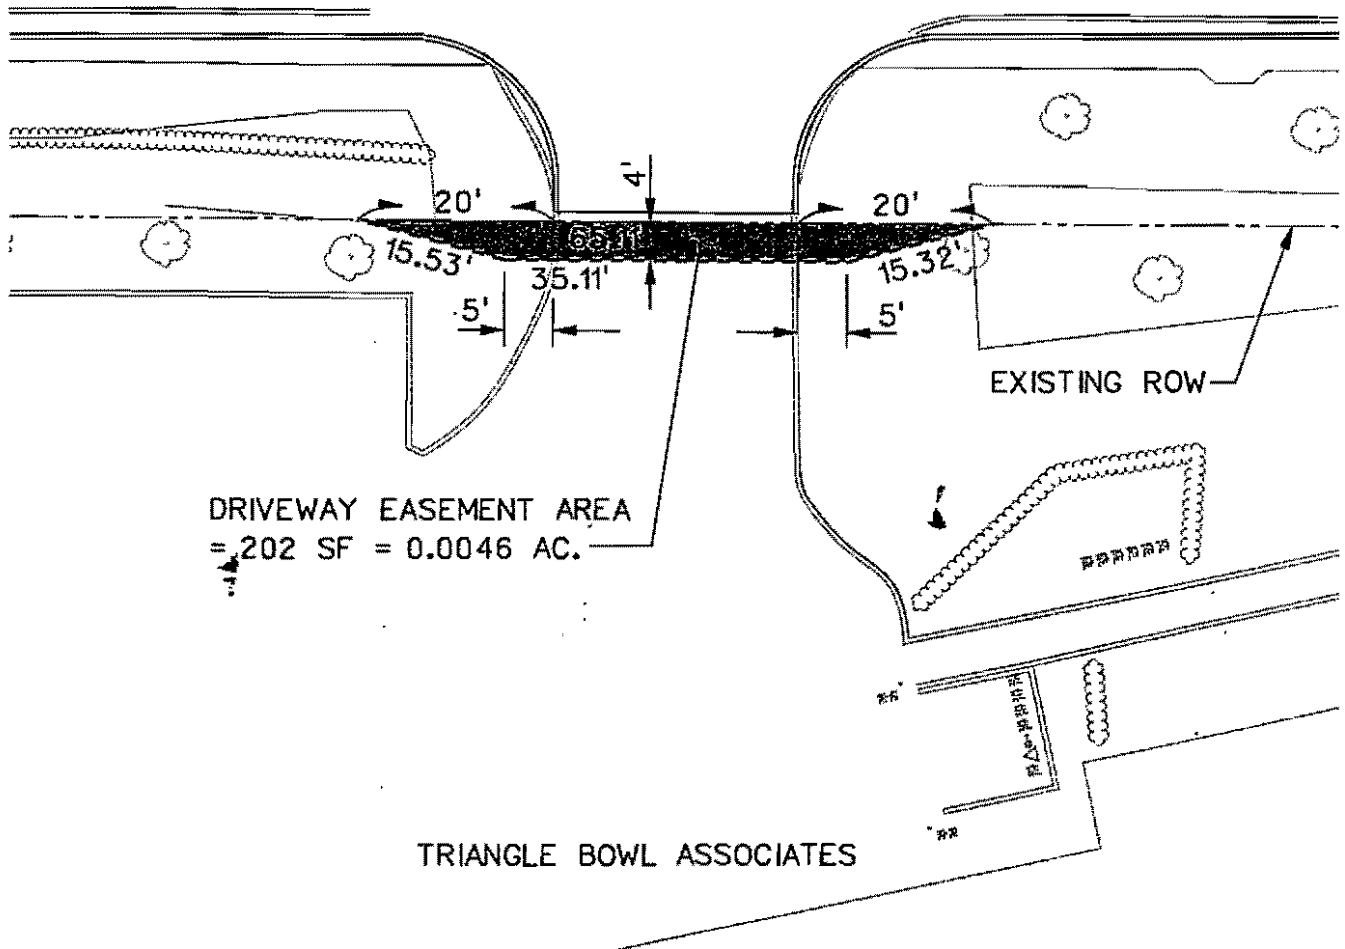 4'
20'
20'
65.11'
15.53'
35.11'
15.32'
5'
5'
EXISTING ROW
DRIVEWAY EASEMENT AREA
= 202 SF = 0.0046 AC.
TRIANGLE BOWL ASSOCIATES